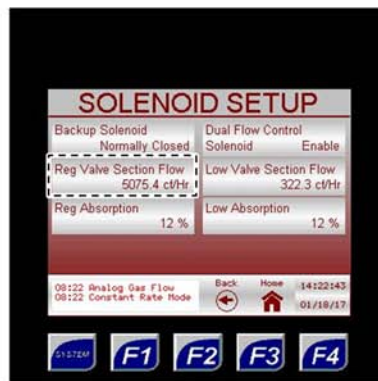 SOLENOID SETUP
Backup Solenoid
Normally Closed
Dual Flow Control
Solenoid Enable
Reg Valve Section Flow
5075.4 cf/Hr
Low Valve Section Flow
322.3 cf/Hr
Reg Absorption
12 %
Low Absorption
12 %
08:22 Analog Gas Flow
08:22 Constant Rate Mode
Back
Home
14:22:43
01/18/17
SYSTEM
F1
F2
F3
F4